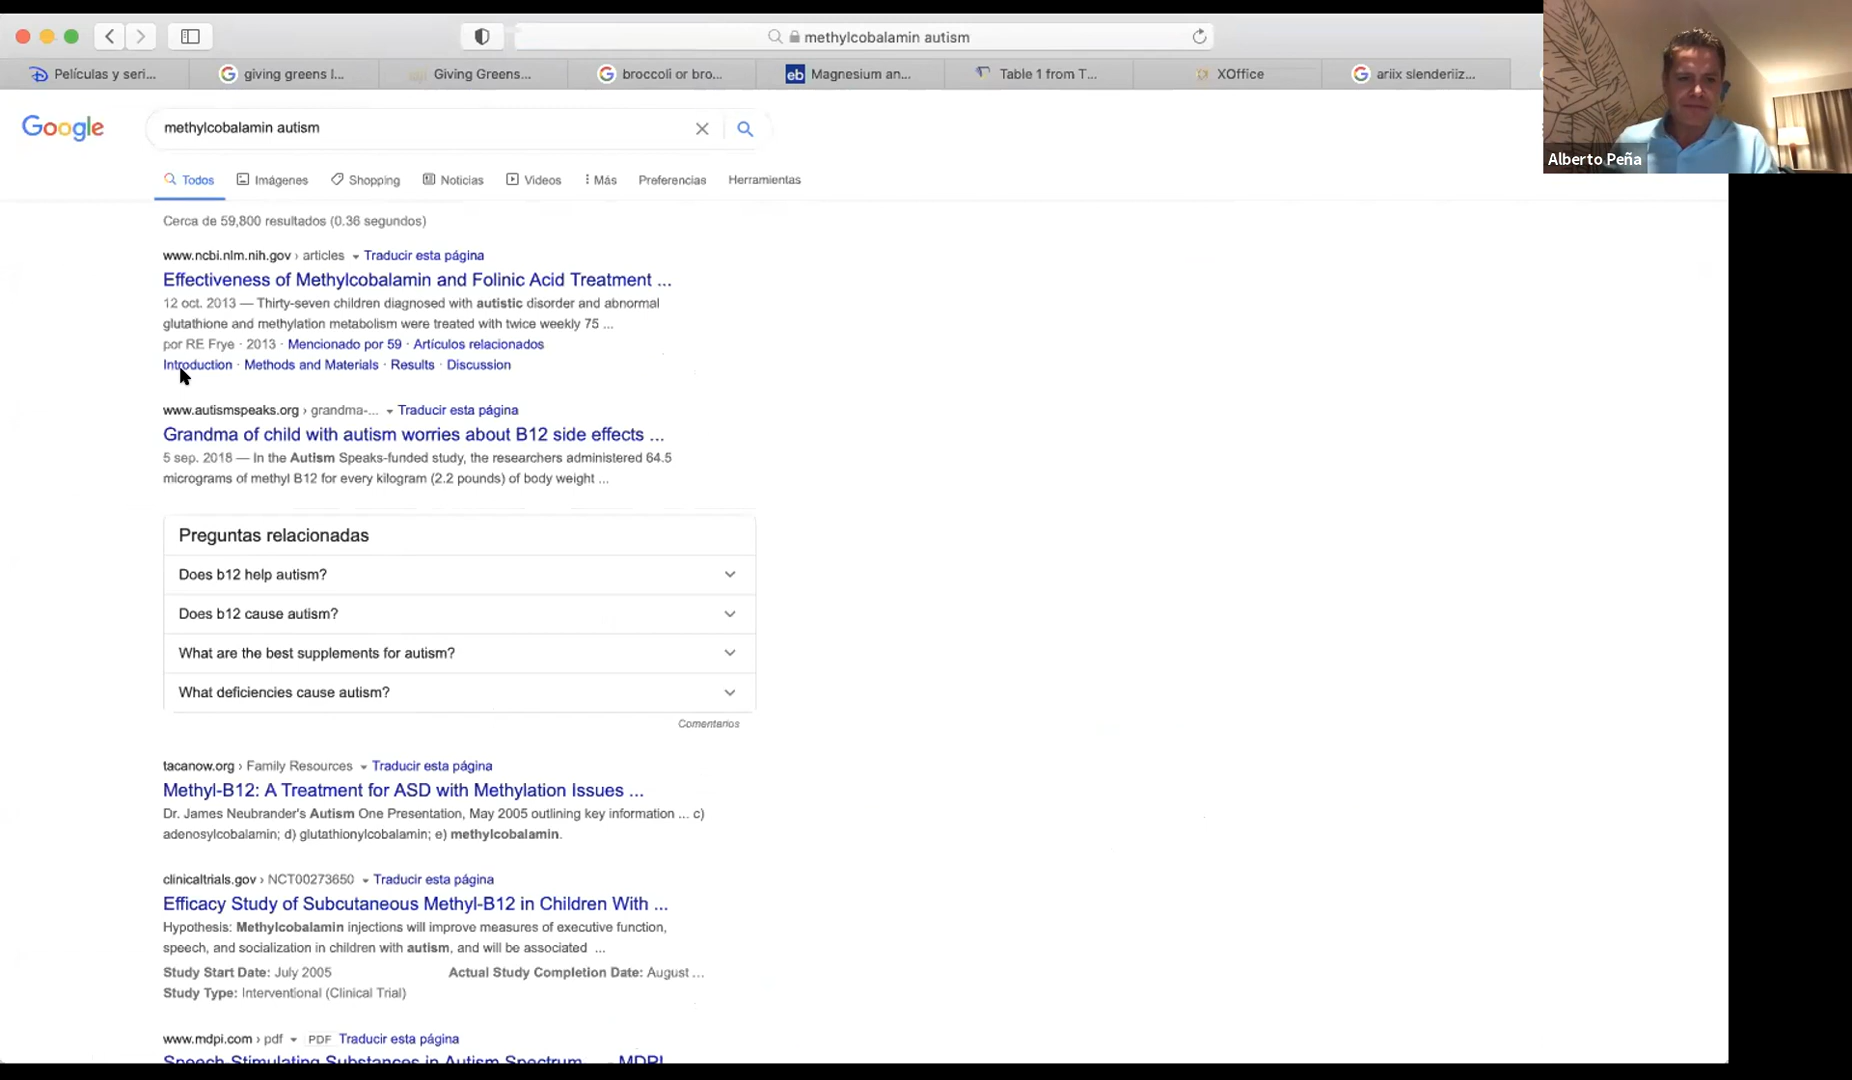 methylcobalamin autism
Películas y seri...
giving greens l...
Giving Greens...
broccoli or bro...
eb Magnesium an...
Table 1 from T...
XOffice
ariix slenderiiz...
Alberto Peña
Google
methylcobalamin autism
Todos
Imágenes
Shopping
Noticias
Videos
Más
Preferencias
Herramientas
Cerca de 59,800 resultados (0.36 segundos)
www.ncbi.nlm.nih.gov › articles Traducir esta página
Effectiveness of Methylcobalamin and Folinic Acid Treatment ...
12 oct. 2013 — Thirty-seven children diagnosed with autistic disorder and abnormal
glutathione and methylation metabolism were treated with twice weekly 75 ...
por RE Frye · 2013 · Mencionado por 59 · Artículos relacionados
Introduction · Methods and Materials · Results · Discussion
www.autismspeaks.org › grandma-... Traducir esta página
Grandma of child with autism worries about B12 side effects ...
5 sep. 2018 — In the Autism Speaks-funded study, the researchers administered 64.5
micrograms of methyl B12 for every kilogram (2.2 pounds) of body weight ...
Preguntas relacionadas
Does b12 help autism?
Does b12 cause autism?
What are the best supplements for autism?
What deficiencies cause autism?
Comentarios
tacanow.org › Family Resources Traducir esta página
Methyl-B12: A Treatment for ASD with Methylation Issues ...
Dr. James Neubrander's Autism One Presentation, May 2005 outlining key information ... c)
adenosylcobalamin; d) glutathionylcobalamin; e) methylcobalamin.
clinicaltrials.gov › NCT00273650 Traducir esta página
Efficacy Study of Subcutaneous Methyl-B12 in Children With ...
Hypothesis: Methylcobalamin injections will improve measures of executive function,
speech, and socialization in children with autism, and will be associated ...
Study Start Date: July 2005 Actual Study Completion Date: August ...
Study Type: Interventional (Clinical Trial)
www.mdpi.com › pdf PDF Traducir esta página
Speech-Stimulating Substances in Autism Spectrum ... - MDPI